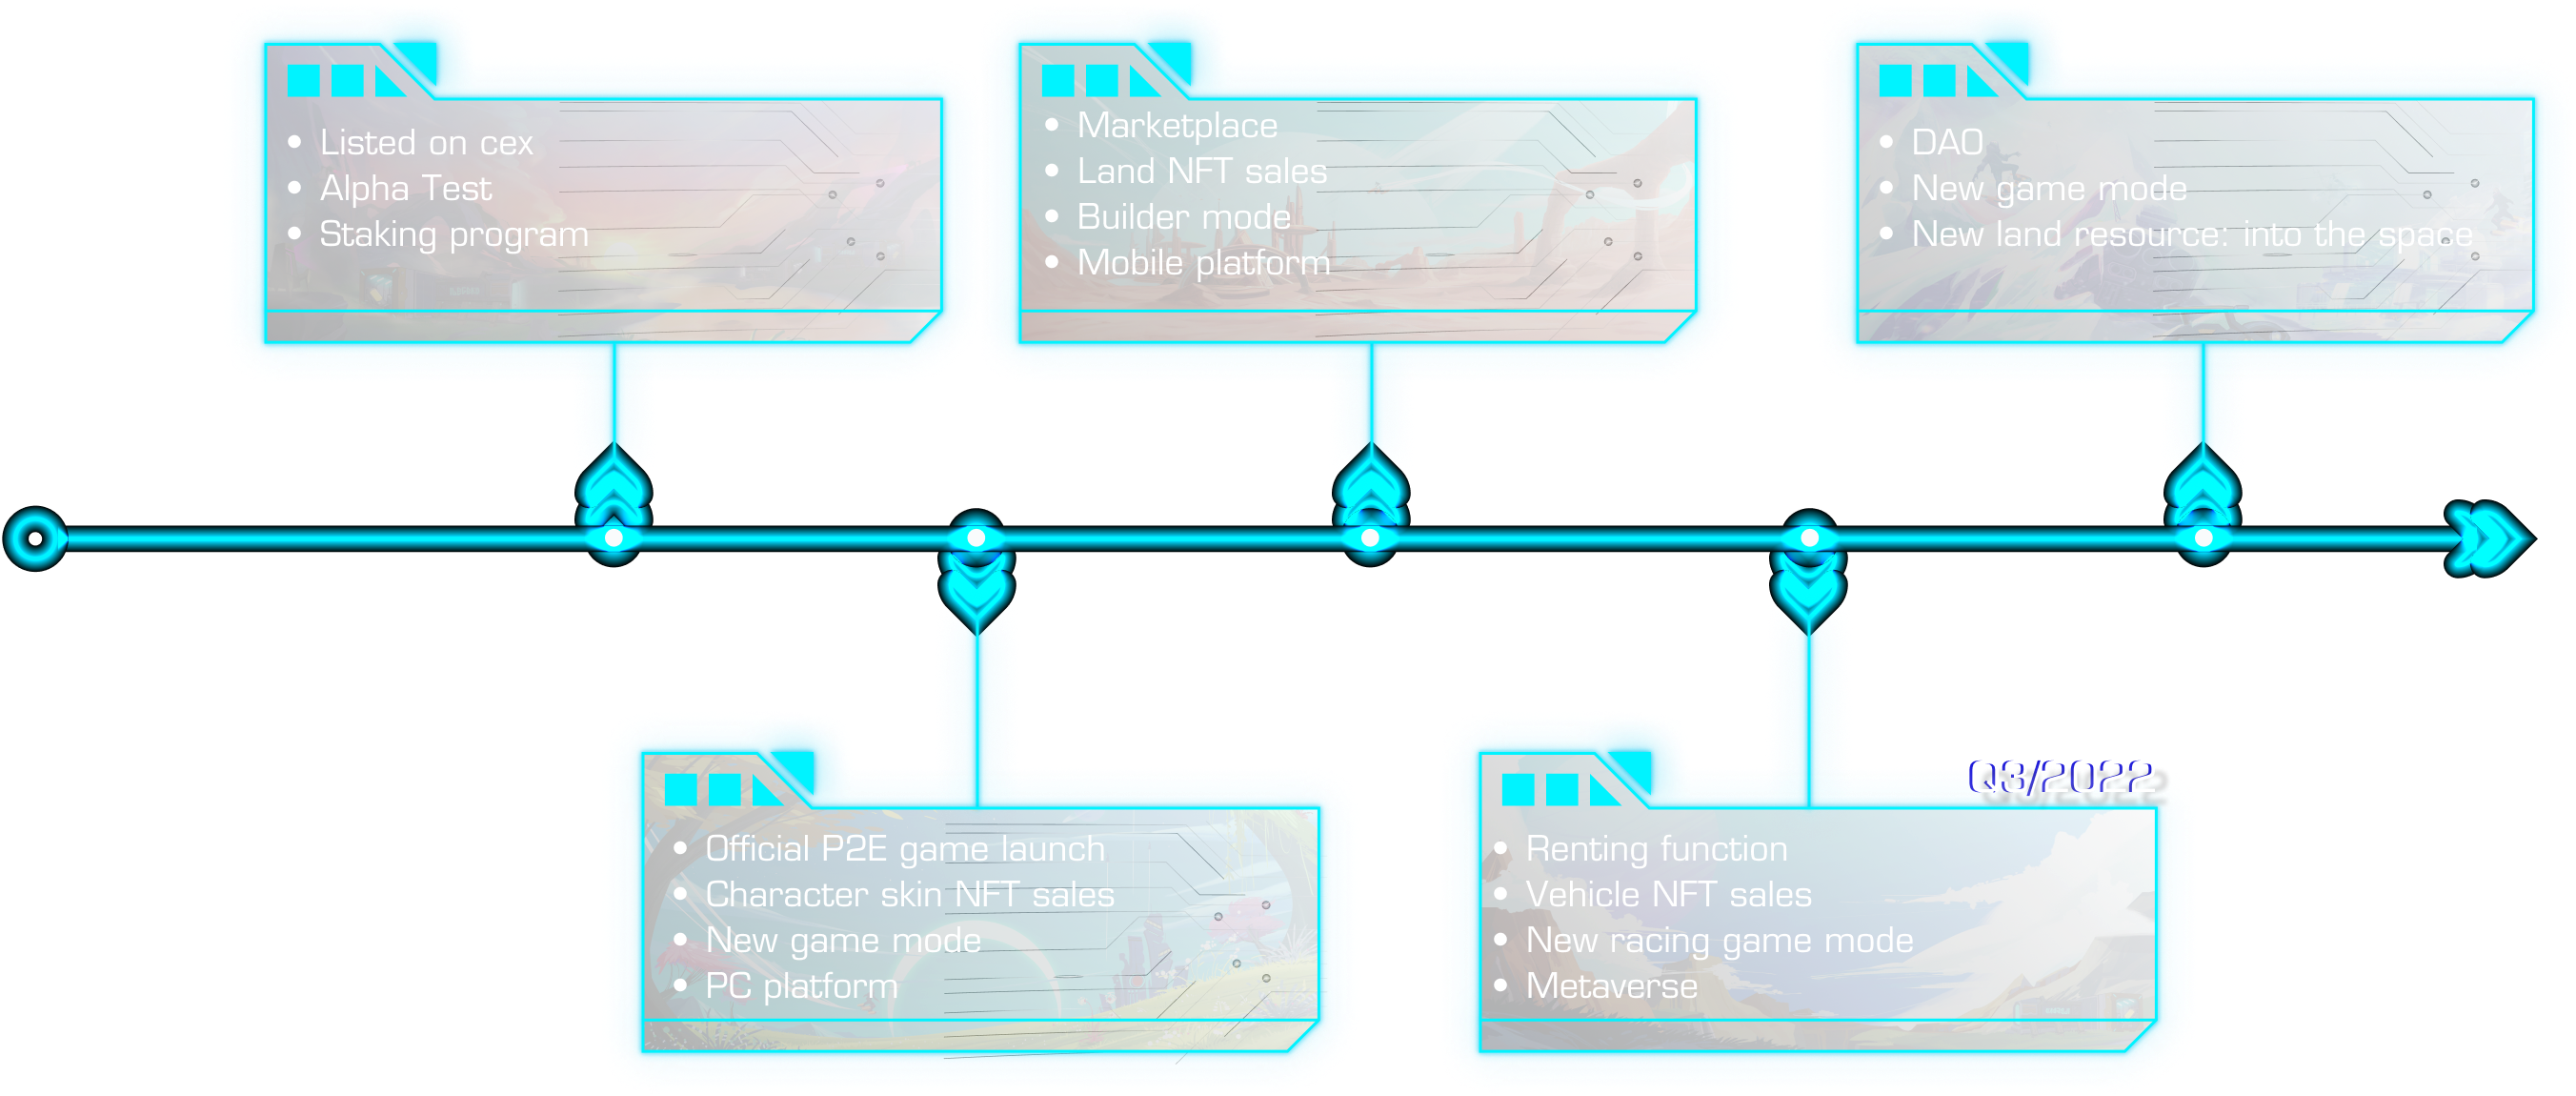 Listed on cex
Alpha Test
Staking program
Marketplace
Land NFT sales
Builder mode
Mobile platform
DAO
New game mode
New land resource: into the space
Official P2E game launch
Character skin NFT sales
New game mode
PC platform
Q3/2022
Renting function
Vehicle NFT sales
New racing game mode
Metaverse